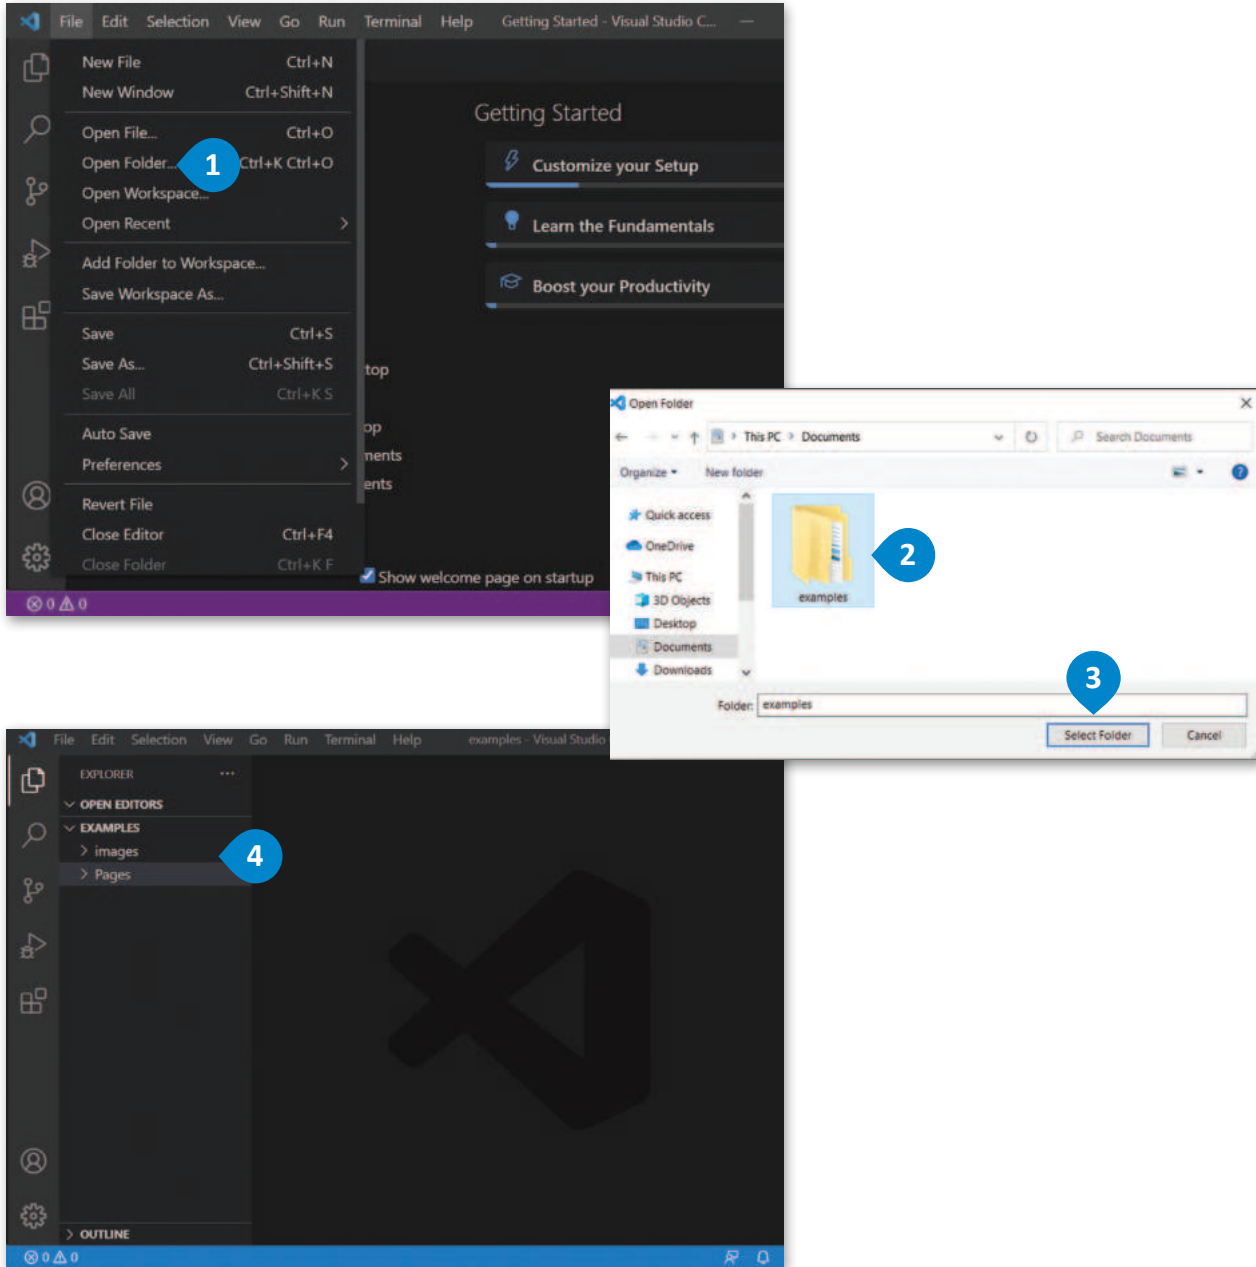 File Edit Selection View Go Run Terminal Help Getting Started - Visual Studio C...
New File Ctrl+N
New Window Ctrl+Shift+N
Open File... Ctrl+O
Open Folder... 1 Ctrl+K Ctrl+O
Open Workspace...
Open Recent
Add Folder to Workspace...
Save Workspace As...
Save Ctrl+S
Save As... Ctrl+Shift+S
Save All Ctrl+K S
Auto Save
Preferences
Revert File
Close Editor Ctrl+F4
Close Folder Ctrl+K F
Getting Started
Customize your Setup
Learn the Fundamentals
Boost your Productivity
top
op
ments
ents
Show welcome page on startup
0 0
Open Folder
This PC > Documents
Search Documents
Organize New folder
Quick access
OneDrive
This PC
3D Objects
Desktop
Documents
Downloads
examples
2
3
Folder: examples
Select Folder Cancel
File Edit Selection View Go Run Terminal Help examples - Visual Studio
EXPLORER ...
OPEN EDITORS
EXAMPLES
images
4
Pages
OUTLINE
0 0